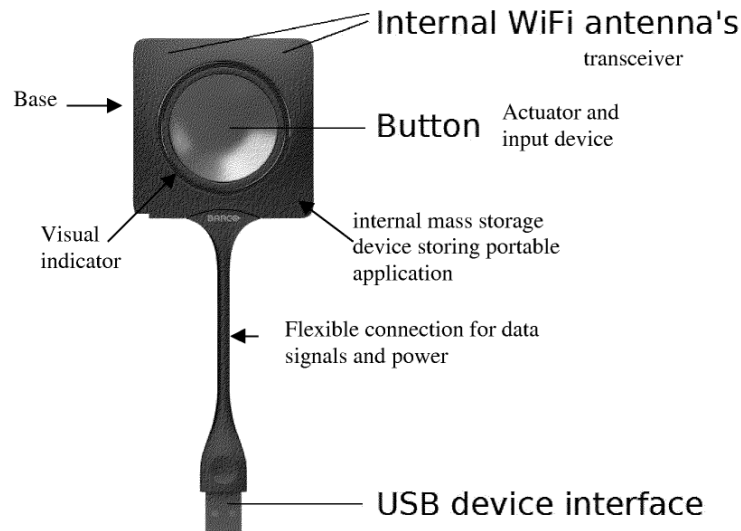 Internal WiFi antenna's
transceiver
Base
Button
Actuator and
input device
BARCO
Visual
indicator
internal mass storage
device storing portable
application
Flexible connection for data
signals and power
USB device interface